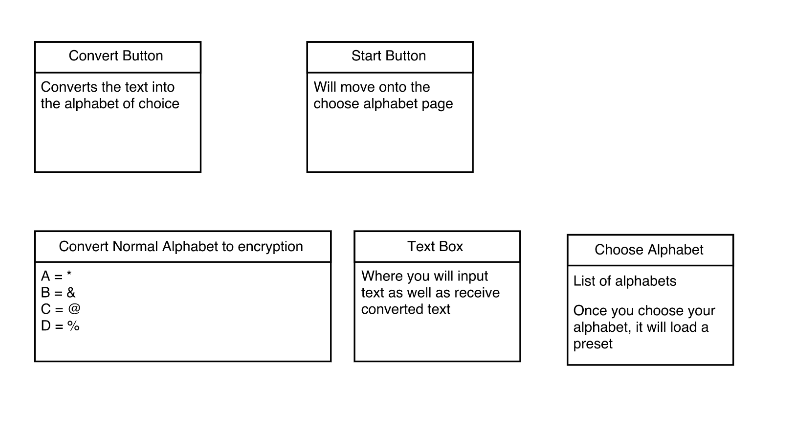 Convert Button
Converts the text into
the alphabet of choice
Start Button
Will move onto the
choose alphabet page
Convert Normal Alphabet to encryption
A = *
B = &
C = @
D = %
Text Box
Where you will input
text as well as receive
converted text
Choose Alphabet
List of alphabets
Once you choose your
alphabet, it will load a
preset